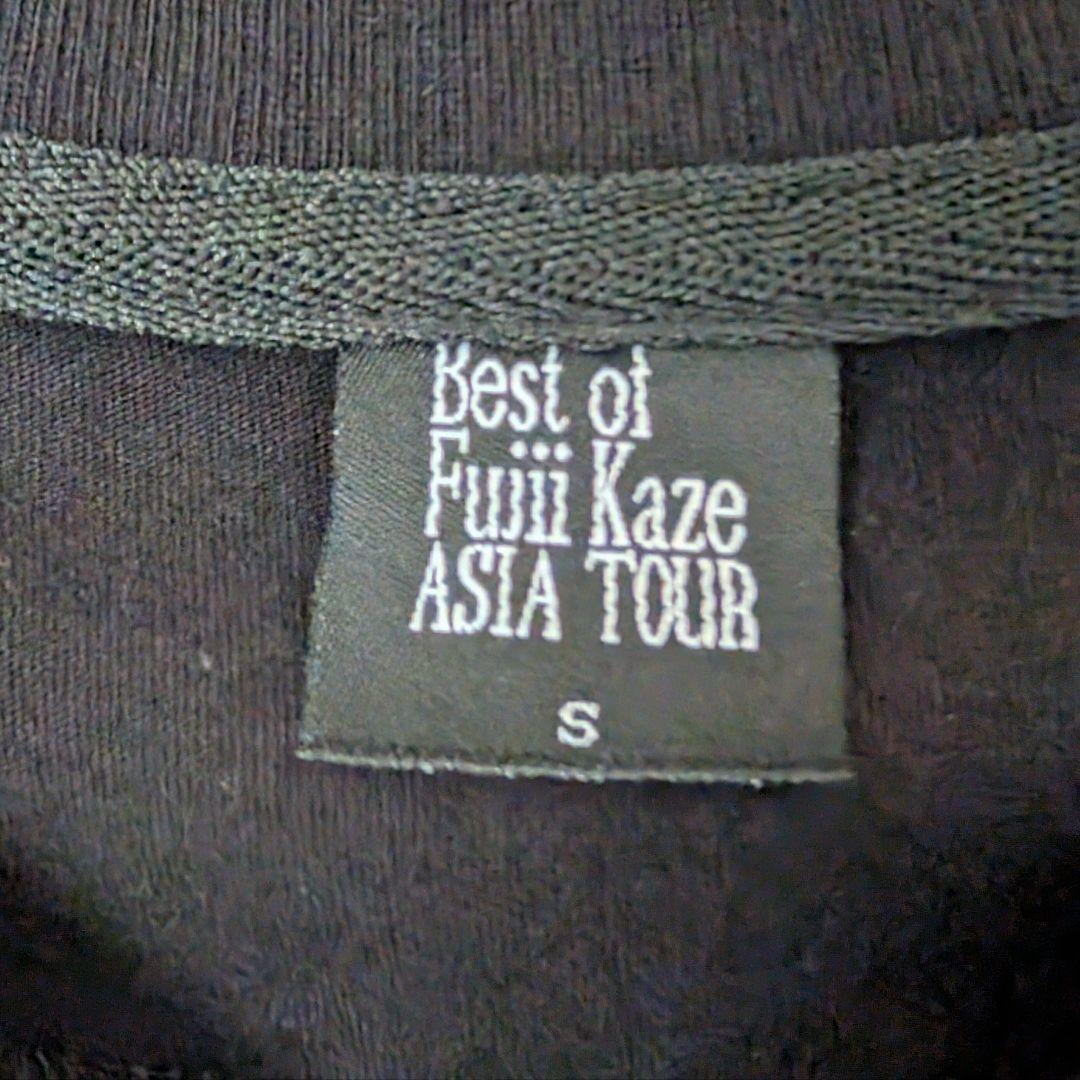 Best of
Fujii Kaze
ASIA TOUR
S